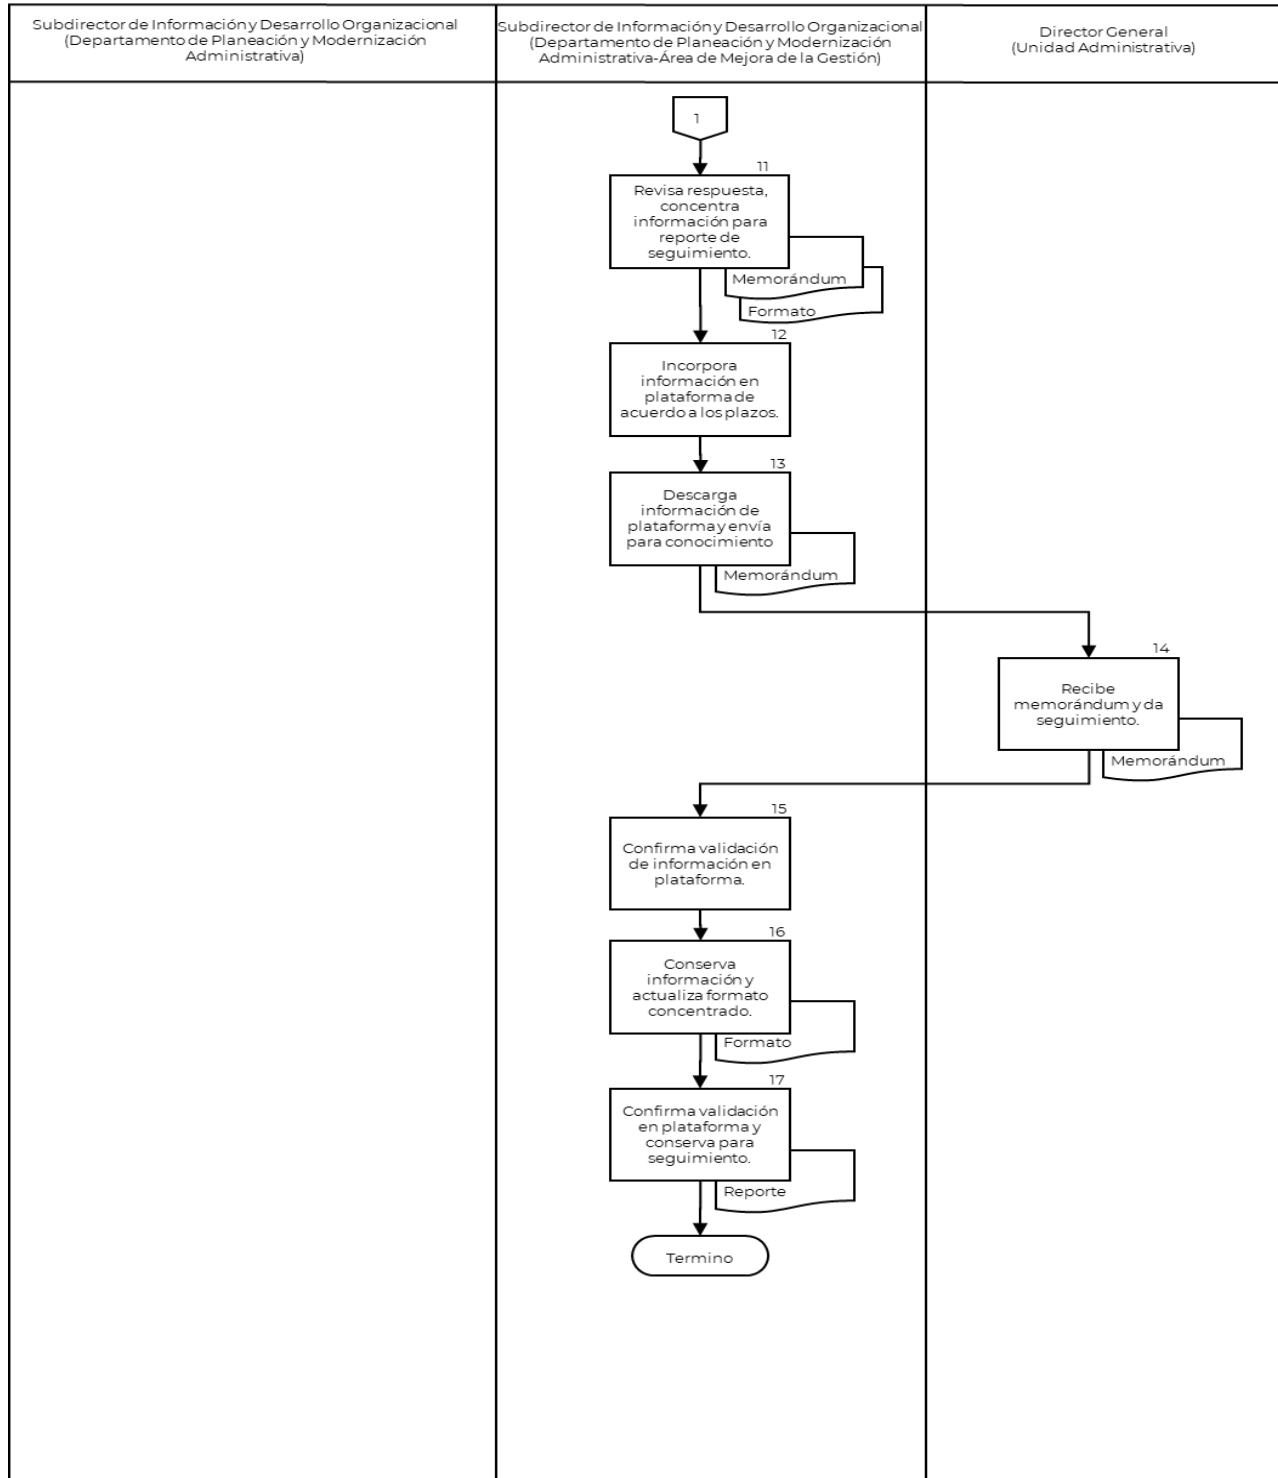 Subdirector de Información y Desarrollo Organizacional
(Departamento de Planeación y Modernización
Administrativa)
Subdirector de Información y Desarrollo Organizacional
(Departamento de Planeación y Modernización
Administrativa-Área de Mejora de la Gestión)
Director General
(Unidad Administrativa)
1
11
Revisa respuesta,
concentra
información para
reporte de
seguimiento.
Memorándum
Formato
12
Incorpora
información en
plataforma de
acuerdo a los plazos.
13
Descarga
información de
plataforma y envía
para conocimiento
Memorándum
14
Recibe
memorándum y da
seguimiento.
Memorándum
15
Confirma validación
de información en
plataforma.
16
Conserva
información y
actualiza formato
concentrado.
Formato
17
Confirma validación
en plataforma y
conserva para
seguimiento.
Reporte
Termino